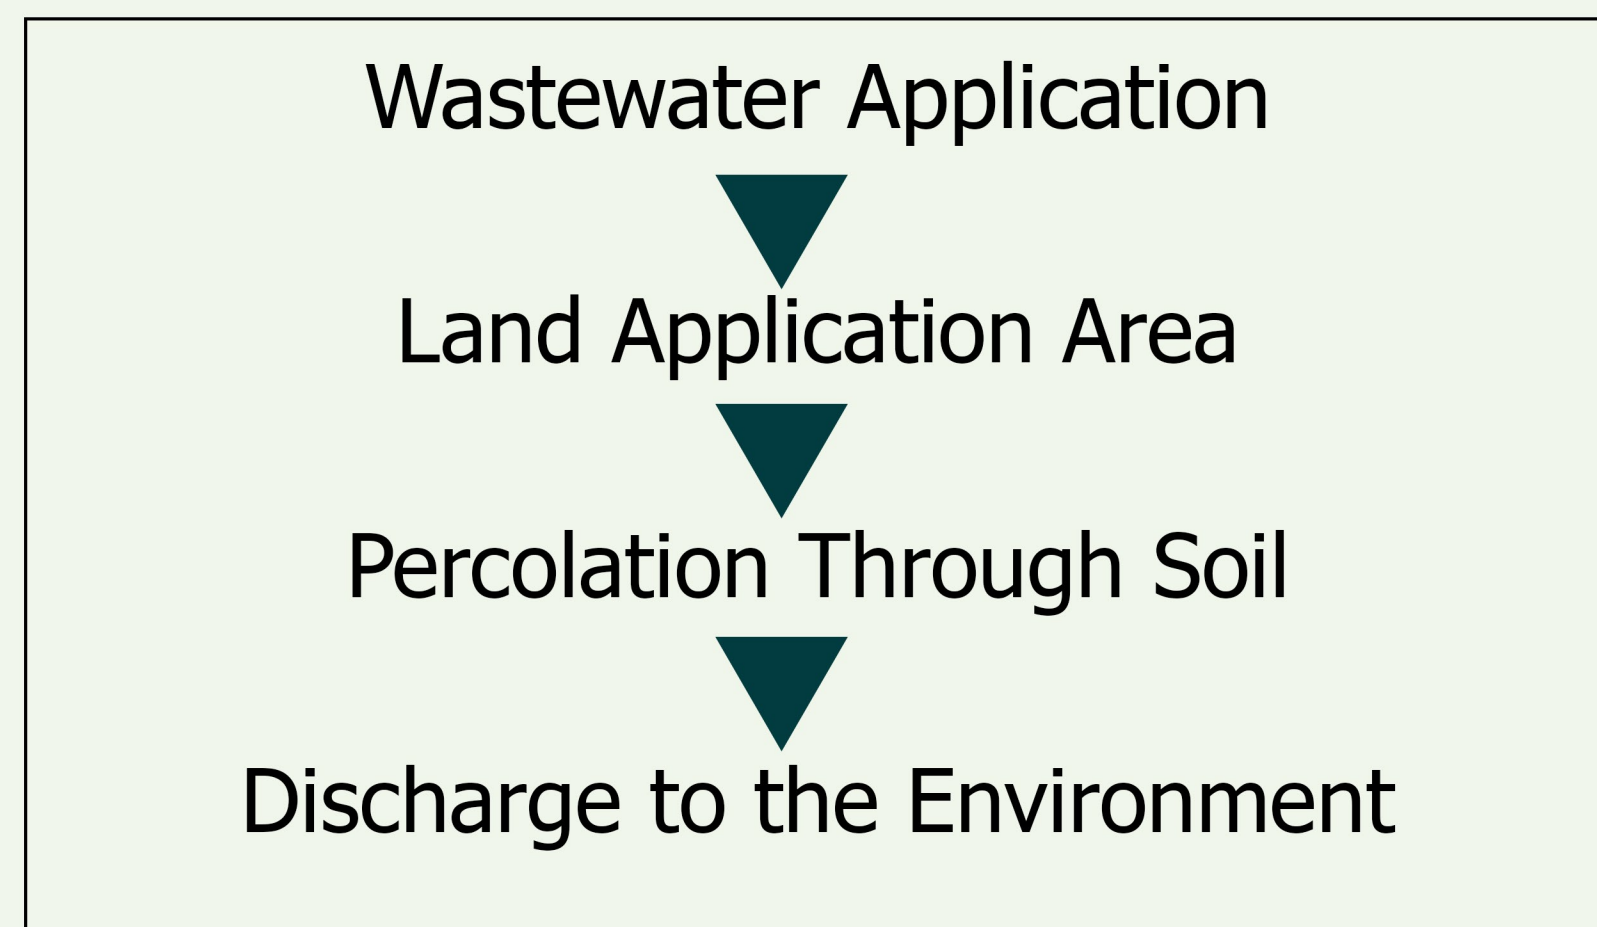 Wastewater Application
Land Application Area
Percolation Through Soil
Discharge to the Environment